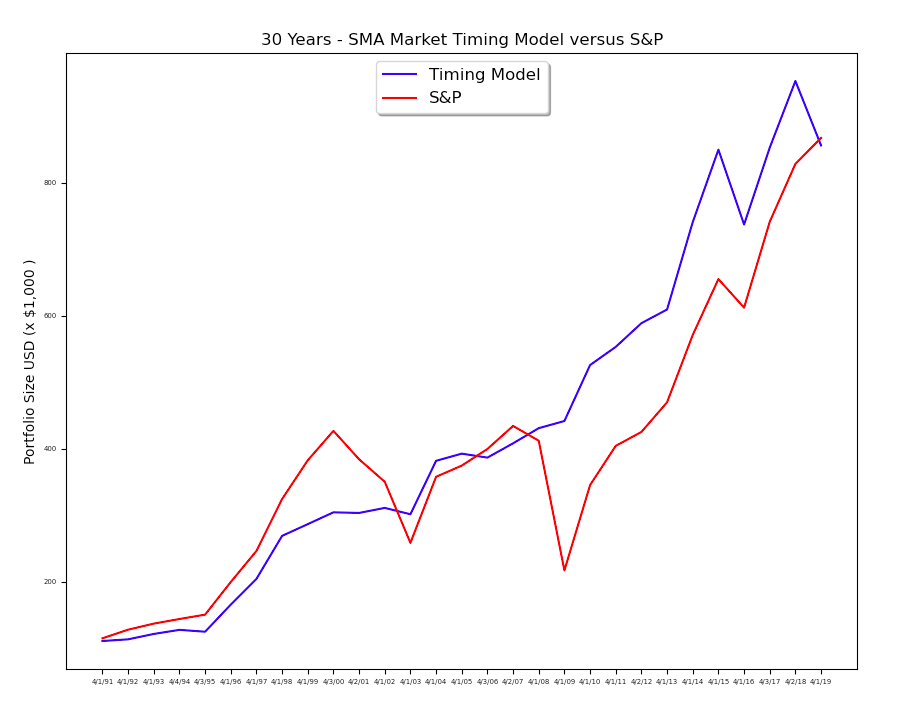 30 Years - SMA Market Timing Model versus S&P
Timing Model
S&P
Portfolio Size USD (x $1,000 )
800
600
400
200
4/1/91 4/1/92 4/1/93 4/4/94 4/3/95 4/1/96 4/1/97 4/1/98 4/1/99 4/3/00 4/2/01 4/1/02 4/1/03 4/1/04 4/1/05 4/3/06 4/2/07 4/1/08 4/1/09 4/1/10 4/1/11 4/2/12 4/1/13 4/1/14 4/1/15 4/1/16 4/3/17 4/2/18 4/1/19